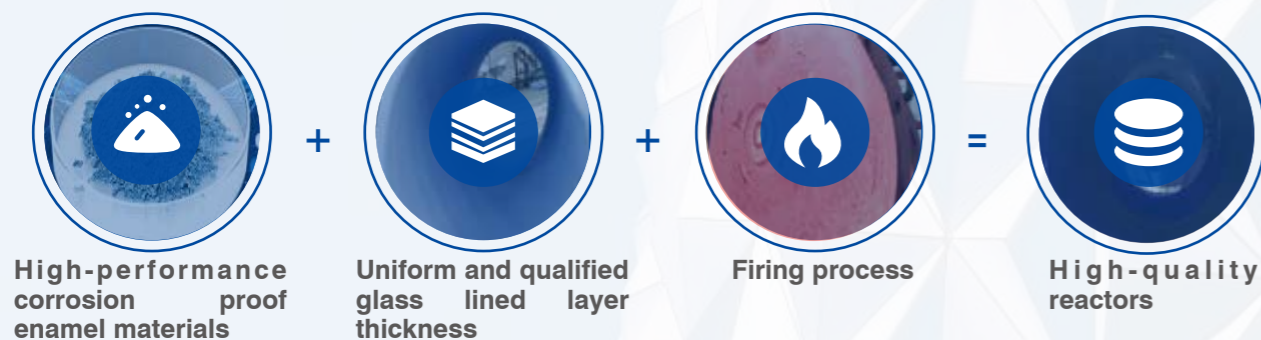 + + =
High-performance
corrosion proof
enamel materials
Uniform and qualified
glass lined layer
thickness
Firing process
High-quality
reactors